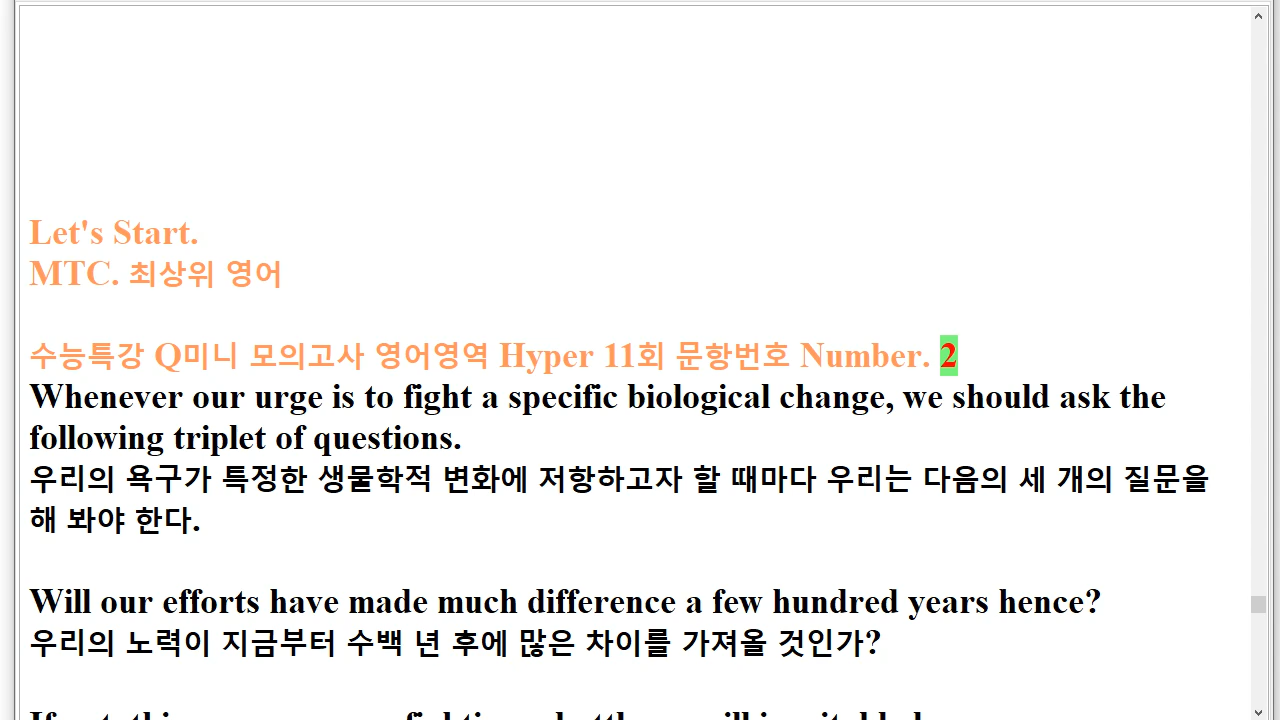 Let's Start.
MTC. 최상위 영어
수능특강 Q미니 모의고사 영어영역 Hyper 11회 문항번호 Number. 2
Whenever our urge is to fight a specific biological change, we should ask the
following triplet of questions.
우리의 욕구가 특정한 생물학적 변화에 저항하고자 할 때마다 우리는 다음의 세 개의 질문을
해 봐야 한다.
Will our efforts have made much difference a few hundred years hence?
우리의 노력이 지금부터 수백 년 후에 많은 차이를 가져올 것인가?